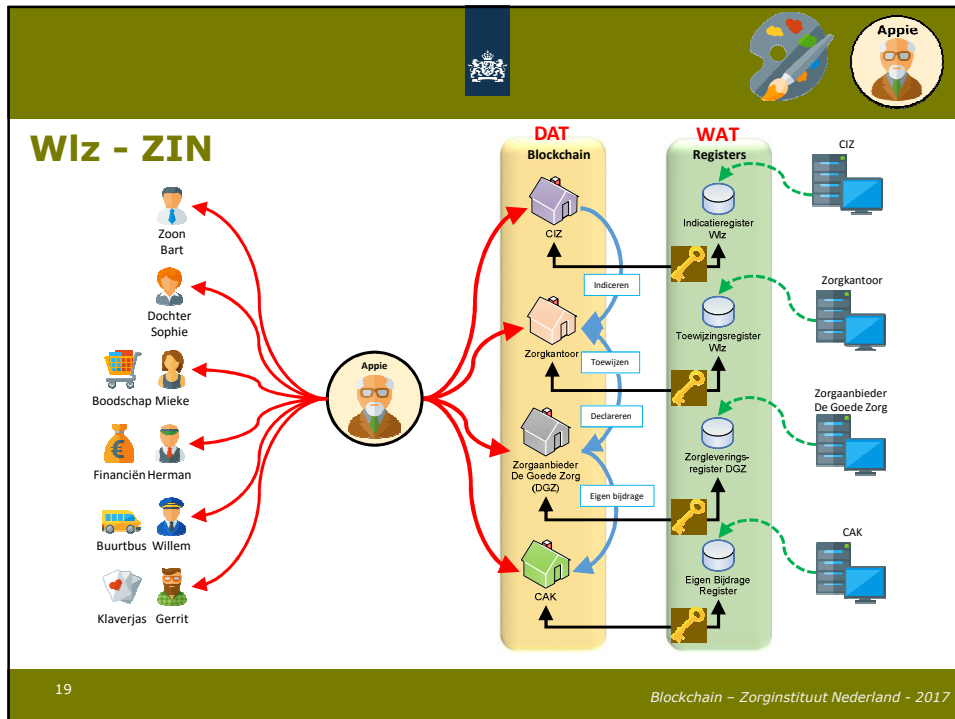 Appie
Wlz - ZIN
Zoon
Bart
Dochter
Sophie
Boodschap Mieke
Financiën Herman
Buurtbus Willem
Klaverjas Gerrit
Appie
DAT
Blockchain
CIZ
Indiceren
Zorgkantoor
Toewijzen
Declareren
Zorgaanbieder
De Goede Zorg
(DGZ)
Eigen bijdrage
CAK
WAT
Registers
Indicatieregister
Wlz
Toewijzingsregister
Wlz
Zorgleverings-
register DGZ
Eigen Bijdrage
Register
CIZ
Zorgkantoor
Zorgaanbieder
De Goede Zorg
CAK
19
Blockchain – Zorginstituut Nederland - 2017